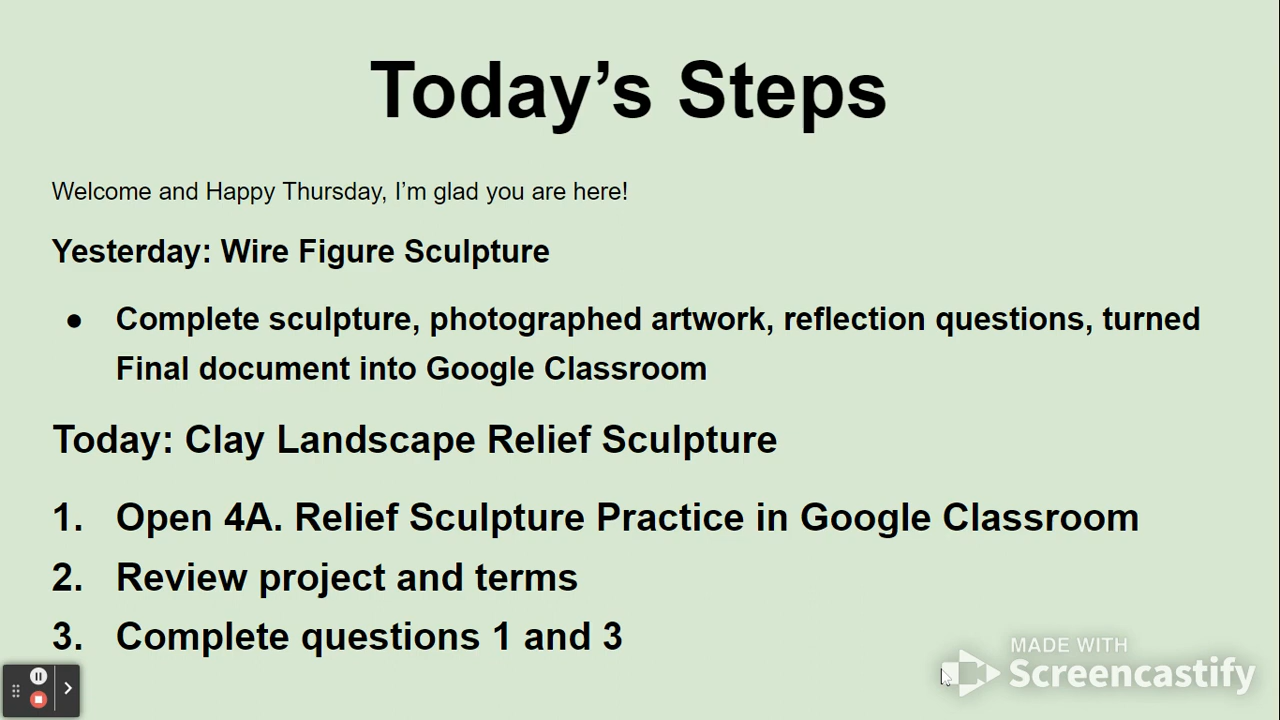 Today’s Steps
Welcome and Happy Thursday, I’m glad you are here!
Yesterday: Wire Figure Sculpture
● Complete sculpture, photographed artwork, reflection questions, turned
Final document into Google Classroom
Today: Clay Landscape Relief Sculpture
1. Open 4A. Relief Sculpture Practice in Google Classroom
2. Review project and terms
3. Complete questions 1 and 3
MADE WITH
Screencastify